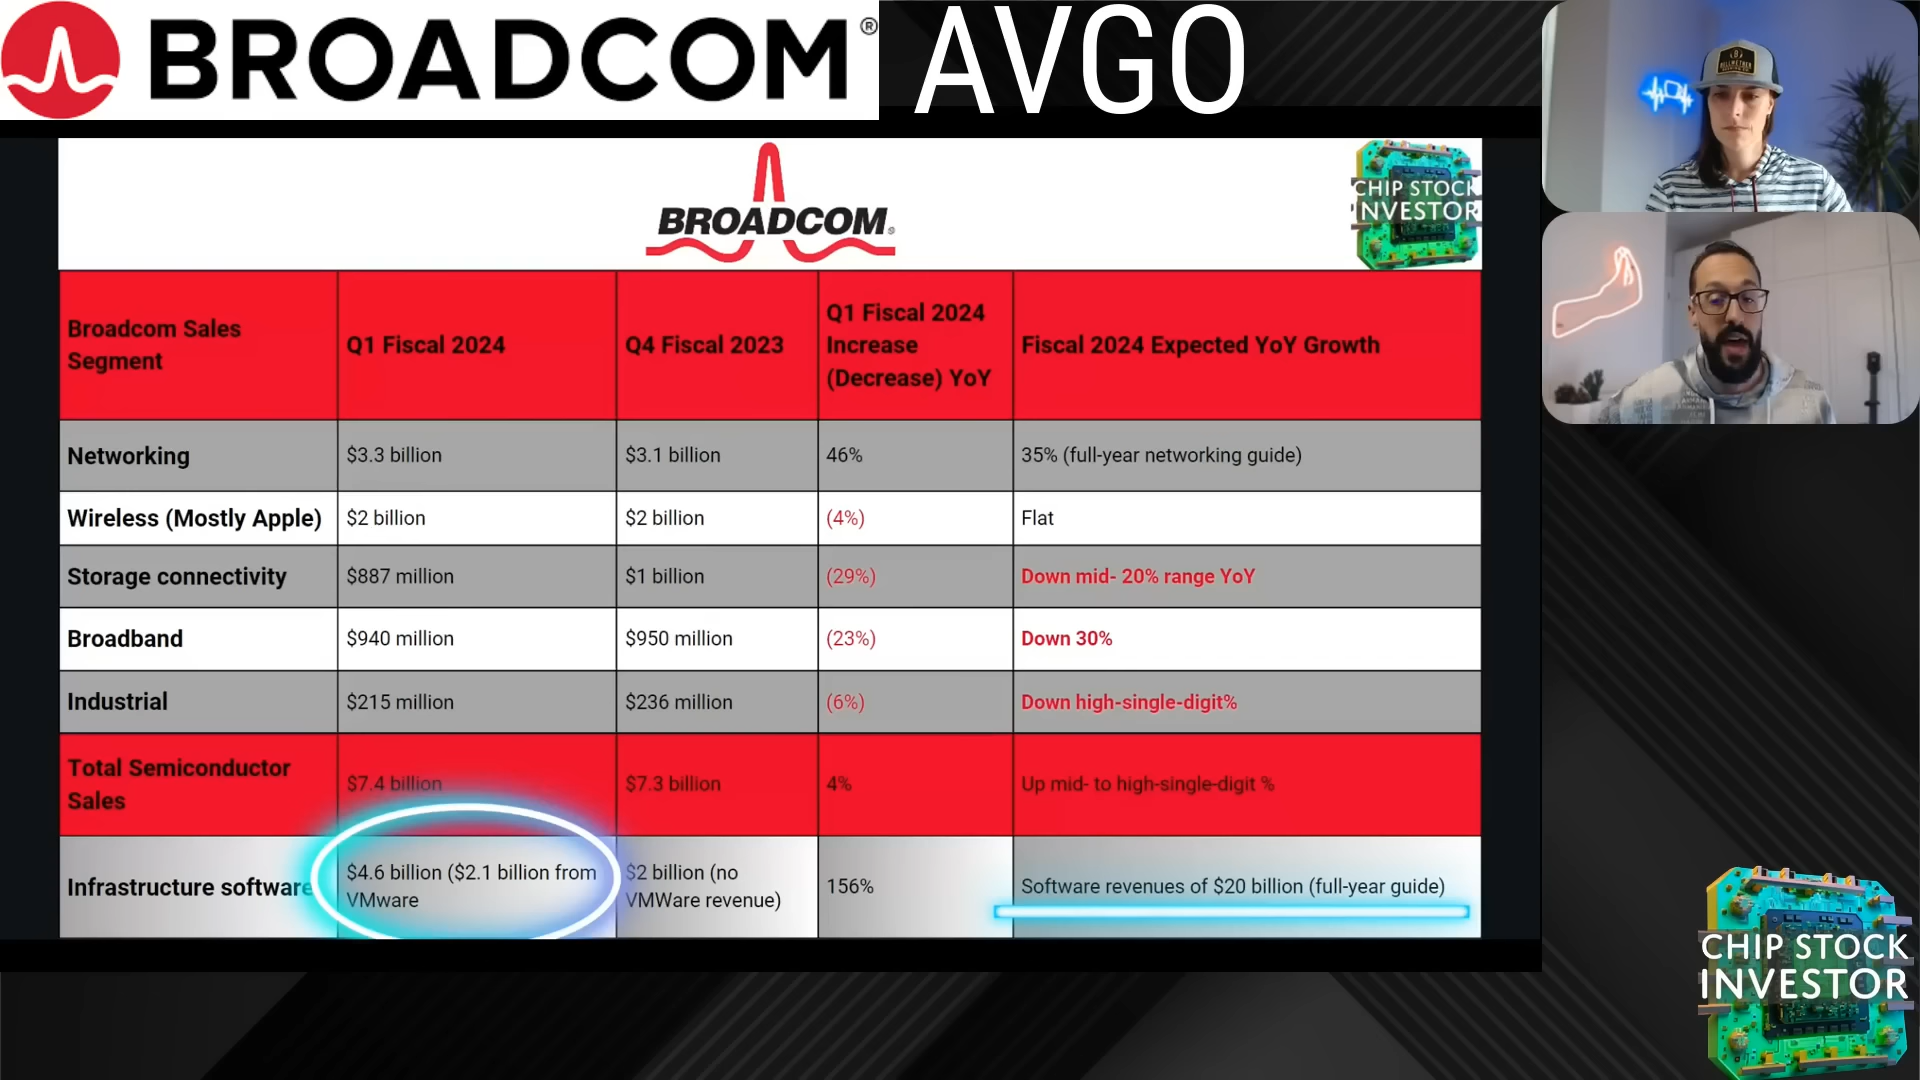 BROADCOM®
AVGO
BROADCOM®
CHIP STOCK
INVESTOR
Broadcom Sales
Segment
Q1 Fiscal 2024
Q4 Fiscal 2023
Q1 Fiscal 2024
Increase
(Decrease) YoY
Fiscal 2024 Expected YoY Growth
Networking
$3.3 billion
$3.1 billion
46%
35% (full-year networking guide)
Wireless (Mostly Apple)
$2 billion
$2 billion
(4%)
Flat
Storage connectivity
$887 million
$1 billion
(29%)
Down mid- 20% range YoY
Broadband
$940 million
$950 million
(23%)
Down 30%
Industrial
$215 million
$236 million
(6%)
Down high-single-digit%
Total Semiconductor
Sales
$7.4 billion
$7.3 billion
4%
Up mid- to high-single-digit %
Infrastructure software
$4.6 billion ($2.1 billion from
VMware
$2 billion (no
VMWare revenue)
156%
Software revenues of $20 billion (full-year guide)
CHIP STOCK
INVESTOR